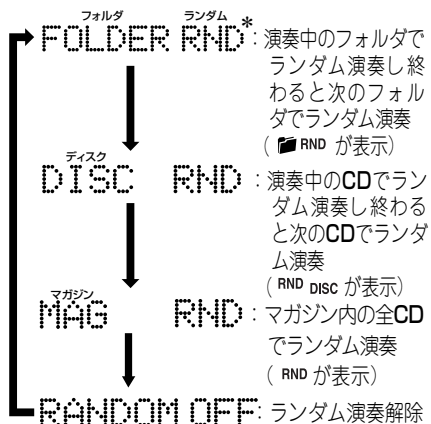 フォルダ ランダム
FOLDER RND*：演奏中のフォルダで
ランダム演奏し終
わると次のフォル
ダでランダム演奏
（ RND が表示）
ディスク
DISC RND：演奏中のCDでラン
ダム演奏し終わる
と次のCDでランダ
ム演奏
（ RND DISC が表示）
マガジン
MAG RND：マガジン内の全CD
でランダム演奏
（ RND が表示）
RANDOM OFF：ランダム演奏解除